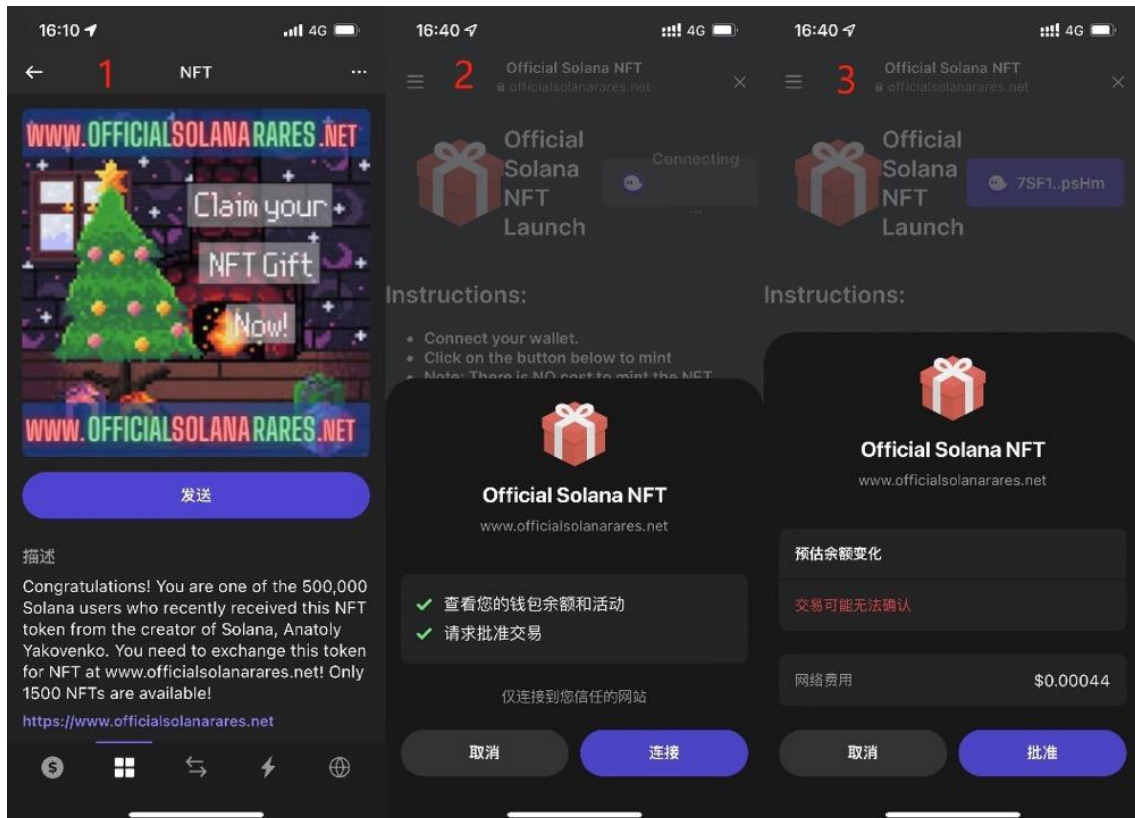 16:10
4G
1
NFT
WWW.OFFICIALSOLANARARES.NET
Claim your
NFT Gift
Now!
WWW.OFFICIALSOLANARARES.NET
发送
描述
Congratulations! You are one of the 500,000
Solana users who recently received this NFT
token from the creator of Solana, Anatoly
Yakovenko. You need to exchange this token
for NFT at www.officialsolanarares.net! Only
1500 NFTs are available!
https://www.officialsolanarares.net
16:40
4G
2
Official Solana NFT
officialsolanarares.net
Official
Solana
NFT
Launch
Connecting
...
Instructions:
• Connect your wallet.
• Click on the button below to mint
• Note: There is NO cost to mint the NFT
Official Solana NFT
www.officialsolanarares.net
查看您的钱包余额和活动
请求批准交易
仅连接到您信任的网站
取消
连接
16:40
4G
3
Official Solana NFT
officialsolanarares.net
Official
Solana
NFT
Launch
7SF1..psHm
Instructions:
Official Solana NFT
www.officialsolanarares.net
预估余额变化
交易可能无法确认
网络费用
$0.00044
取消
批准